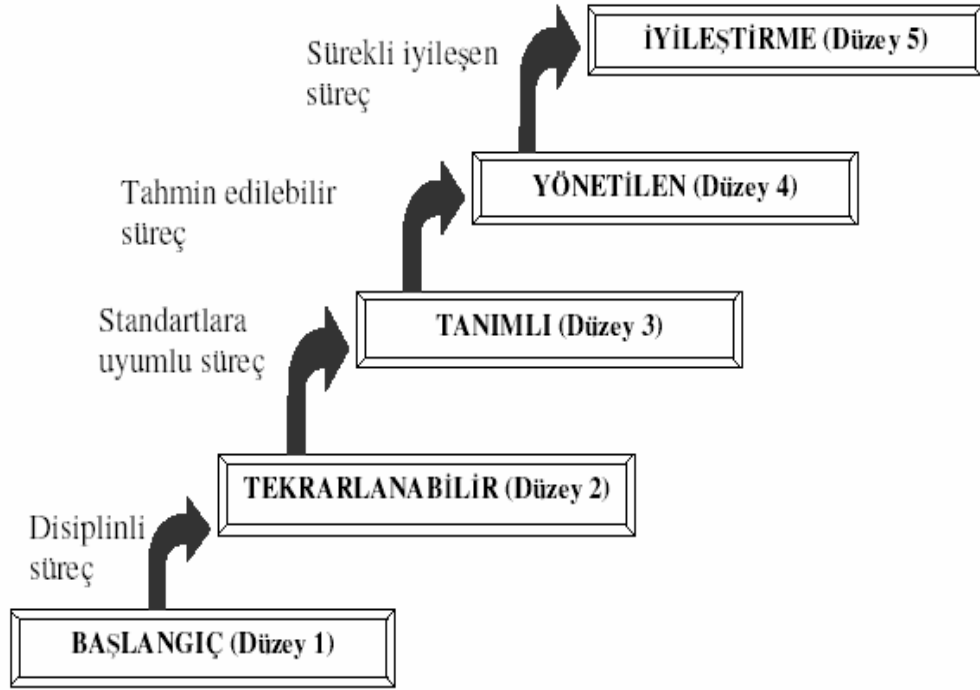 İYİLEŞTİRME (Düzey 5)
Sürekli iyileşen
süreç
YÖNETİLEN (Düzey 4)
Tahmin edilebilir
süreç
TANIMLI (Düzey 3)
Standartlara
uyumlu süreç
TEKRARLANABİLİR (Düzey 2)
Disiplinli
süreç
BAŞLANGIÇ (Düzey 1)